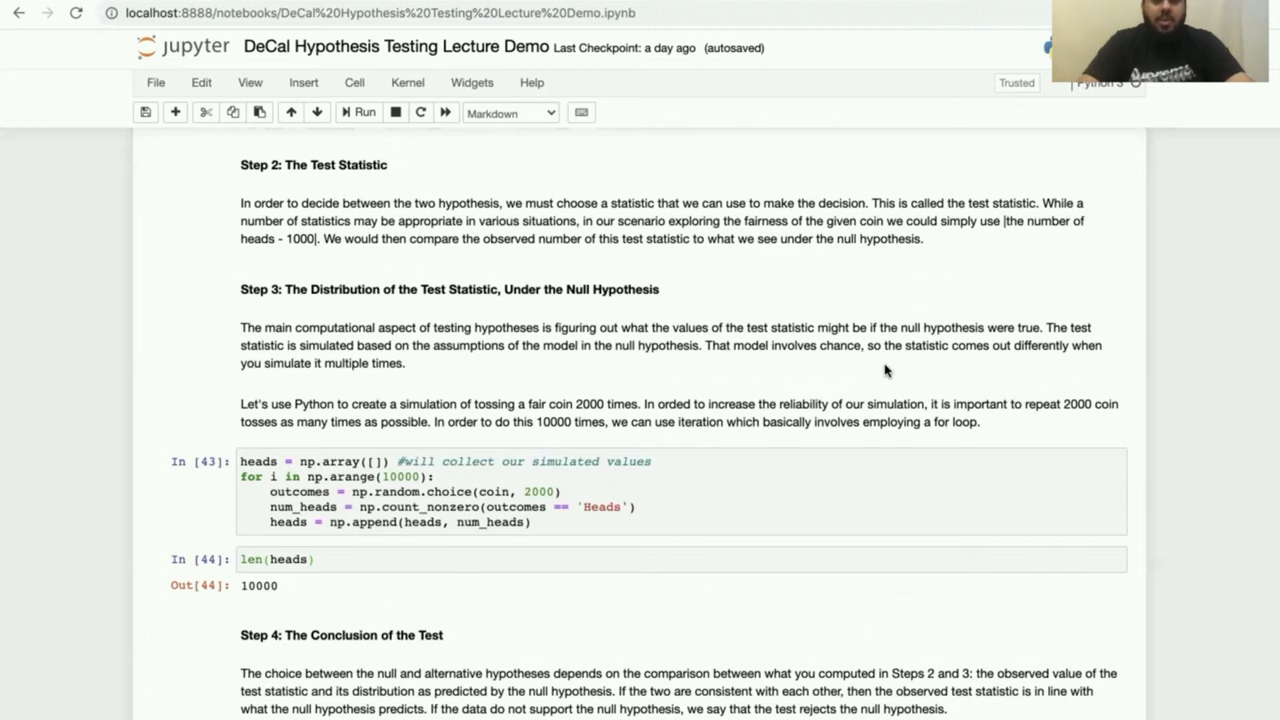 localhost:8888/notebooks/DeCal%20Hypothesis%20Testing%20Lecture%20Demo.ipynb
jupyter DeCal Hypothesis Testing Lecture Demo Last Checkpoint: a day ago (autosaved)
File Edit View Insert Cell Kernel Widgets Help Trusted Python 3
Run Markdown
Step 2: The Test Statistic
In order to decide between the two hypothesis, we must choose a statistic that we can use to make the decision. This is called the test statistic. While a
number of statistics may be appropriate in various situations, in our scenario exploring the fairness of the given coin we could simply use |the number of
heads - 1000|. We would then compare the observed number of this test statistic to what we see under the null hypothesis.
Step 3: The Distribution of the Test Statistic, Under the Null Hypothesis
The main computational aspect of testing hypotheses is figuring out what the values of the test statistic might be if the null hypothesis were true. The test
statistic is simulated based on the assumptions of the model in the null hypothesis. That model involves chance, so the statistic comes out differently when
you simulate it multiple times.
Let's use Python to create a simulation of tossing a fair coin 2000 times. In orded to increase the reliability of our simulation, it is important to repeat 2000 coin
tosses as many times as possible. In order to do this 10000 times, we can use iteration which basically involves employing a for loop.
In [43]: heads = np.array([]) #will collect our simulated values
for i in np.arange(10000):
outcomes = np.random.choice(coin, 2000)
num_heads = np.count_nonzero(outcomes == 'Heads')
heads = np.append(heads, num_heads)
In [44]: len(heads)
Out[44]: 10000
Step 4: The Conclusion of the Test
The choice between the null and alternative hypotheses depends on the comparison between what you computed in Steps 2 and 3: the observed value of the
test statistic and its distribution as predicted by the null hypothesis. If the two are consistent with each other, then the observed test statistic is in line with
what the null hypothesis predicts. If the data do not support the null hypothesis, we say that the test rejects the null hypothesis.